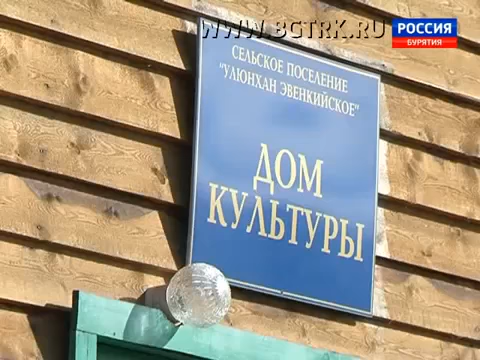 WWW.BGTRK.RU
РОССИЯ
БУРЯТИЯ
СЕЛЬСКОЕ ПОСЕЛЕНИЕ
"УЛЮНХАН ЭВЕНКИЙСКОЕ"
ДОМ
КУЛЬТУРЫ